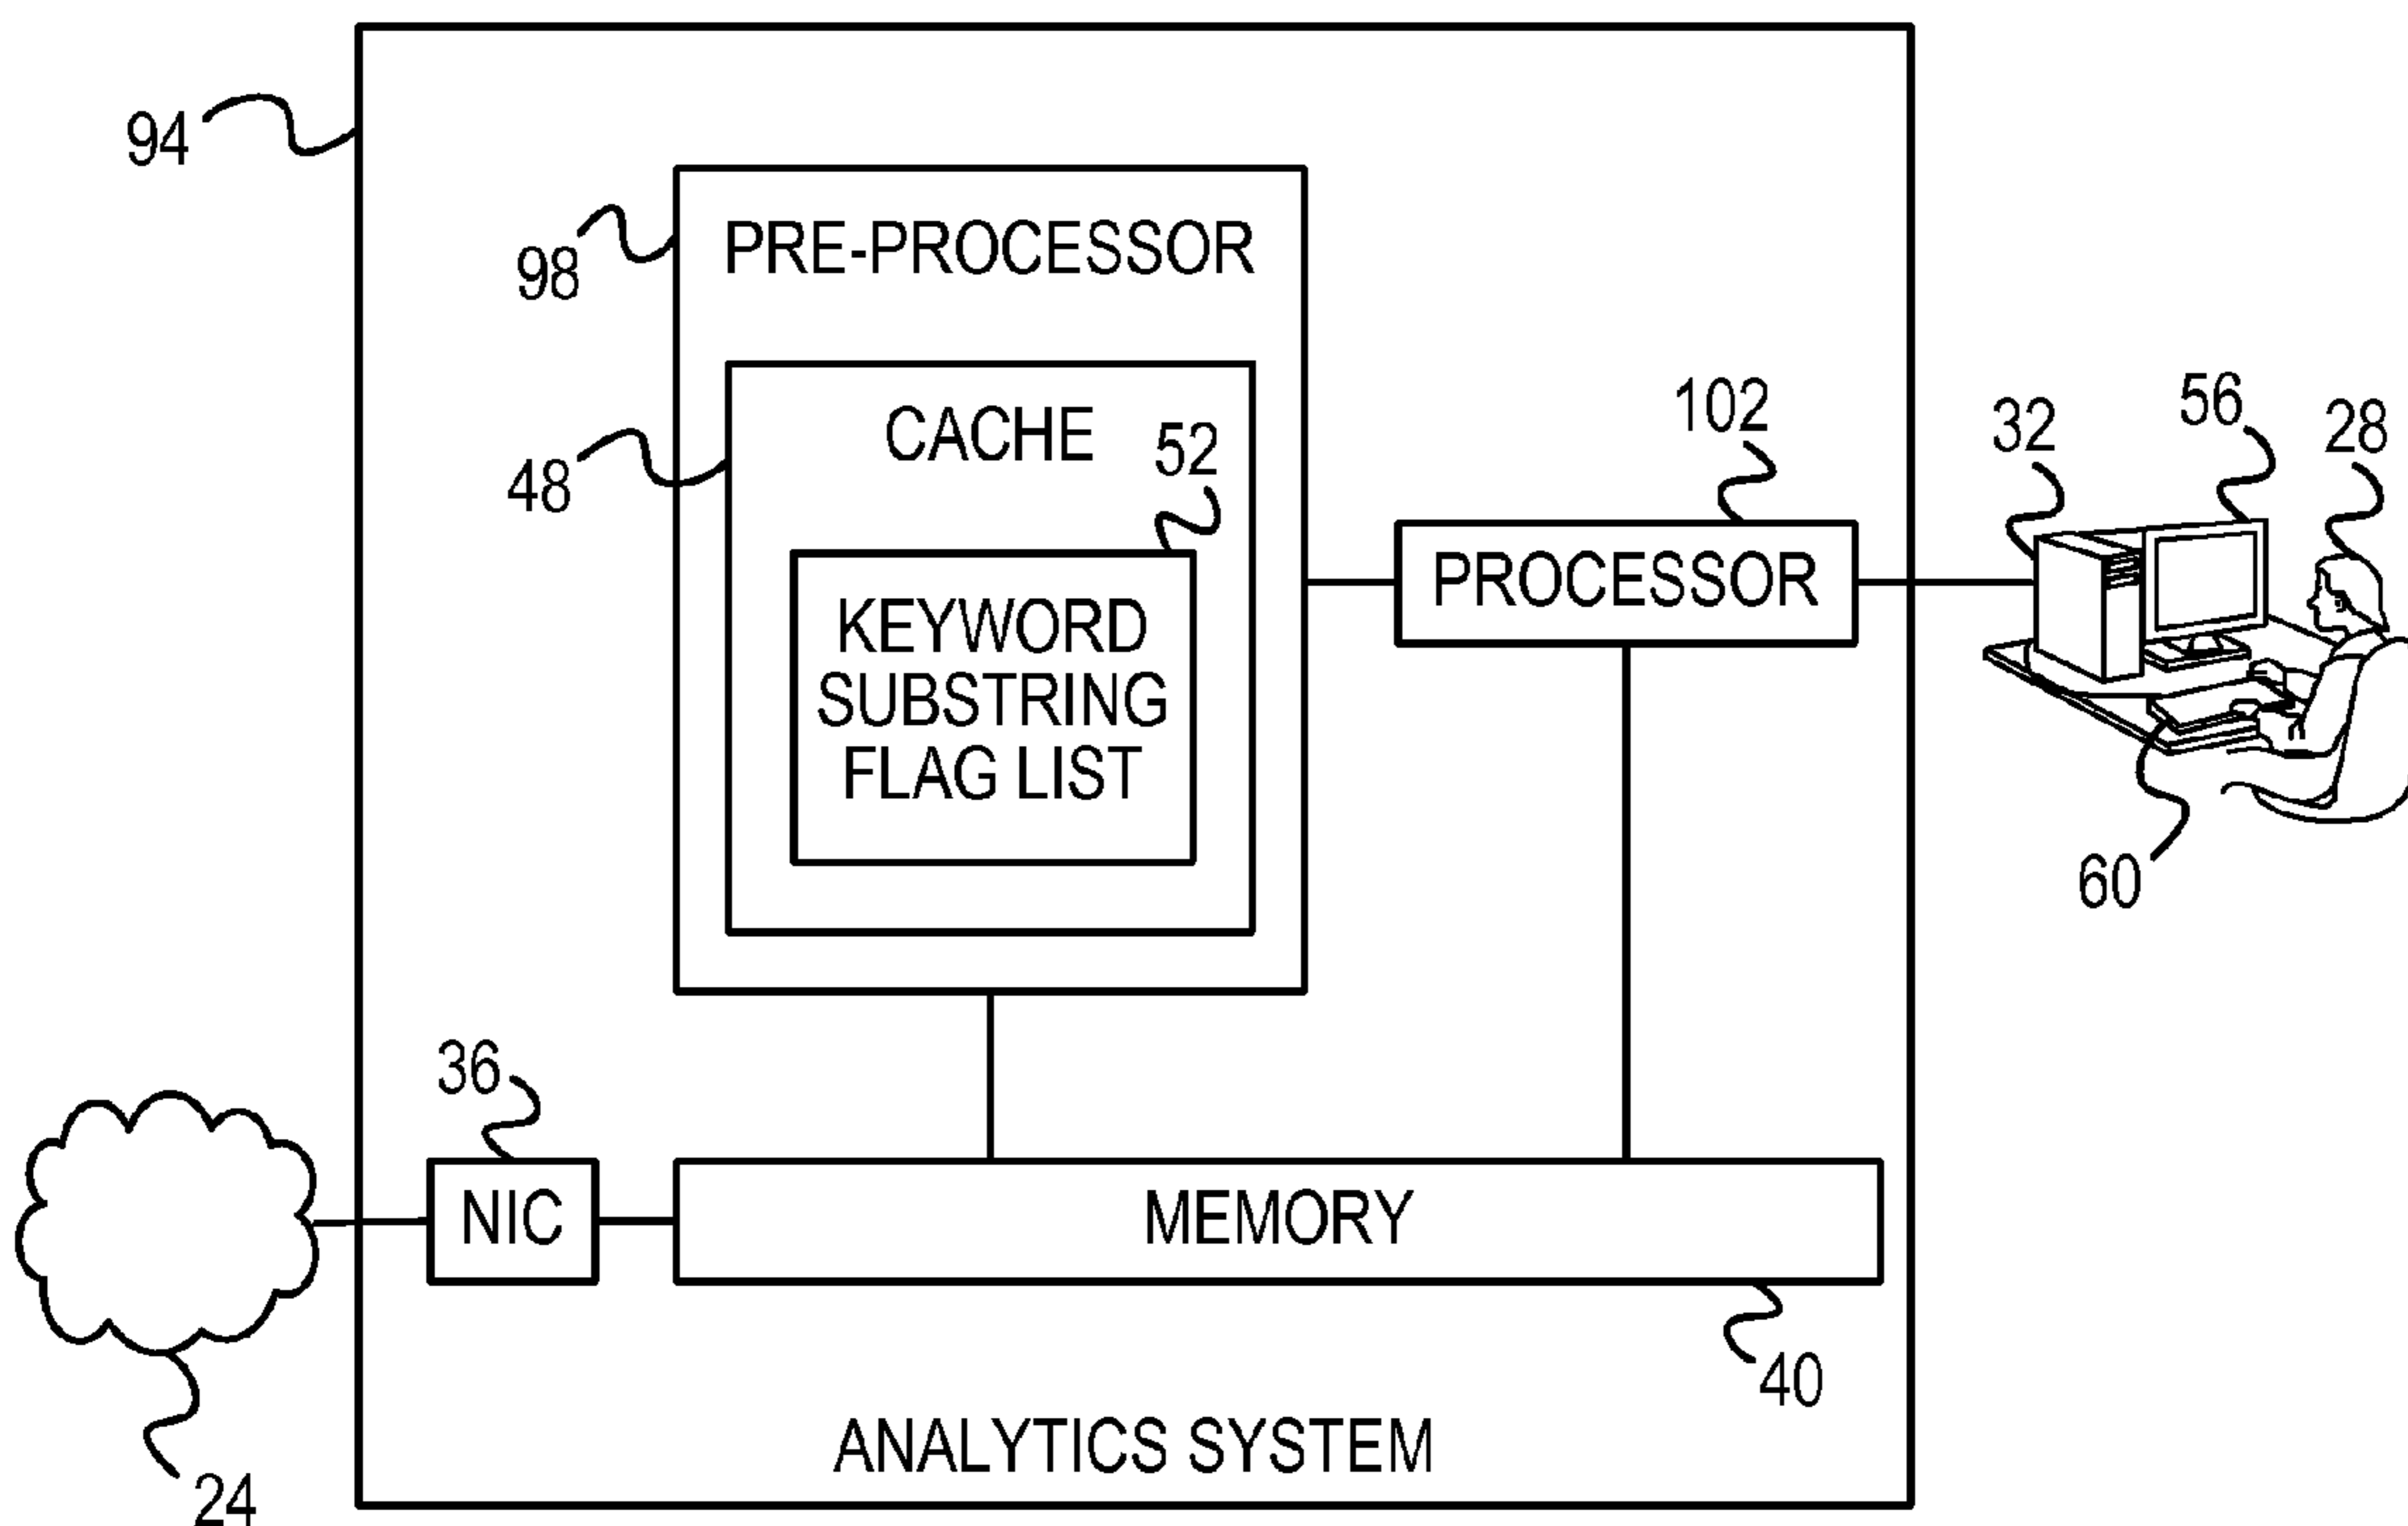 94
98
PRE-PROCESSOR
48
CACHE
52
KEYWORD
SUBSTRING
FLAG LIST
102
PROCESSOR
32
56
28
60
36
NIC
MEMORY
40
24
ANALYTICS SYSTEM